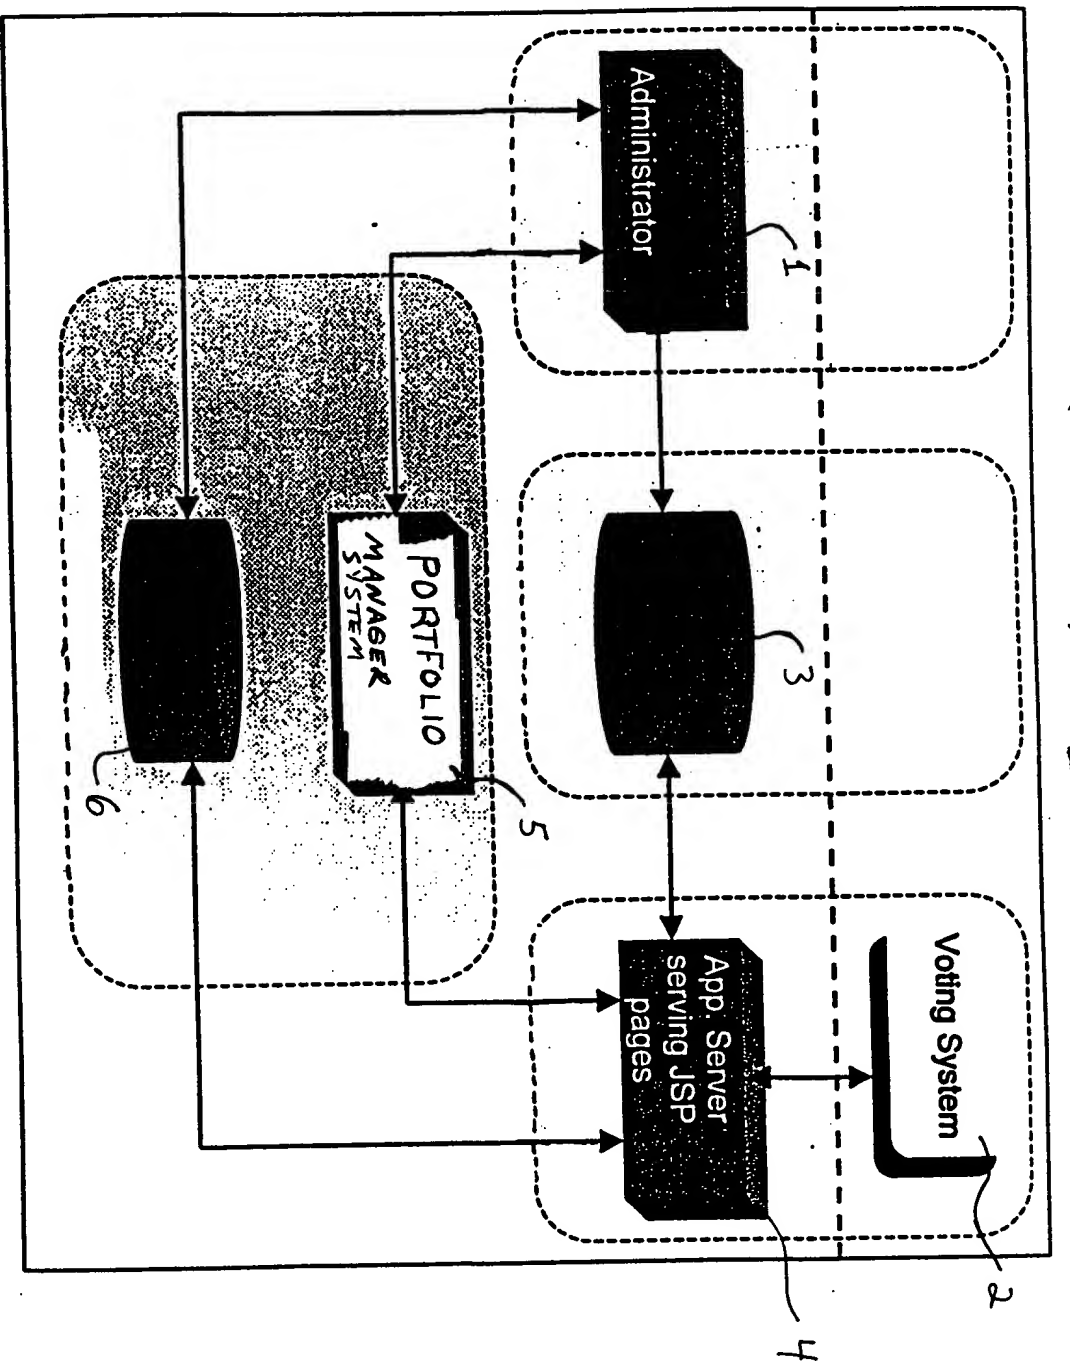 Voting System
2
Administrator
1
3
App. Server
serving JSP
pages
4
PORTFOLIO
MANAGER
SYSTEM
5
6